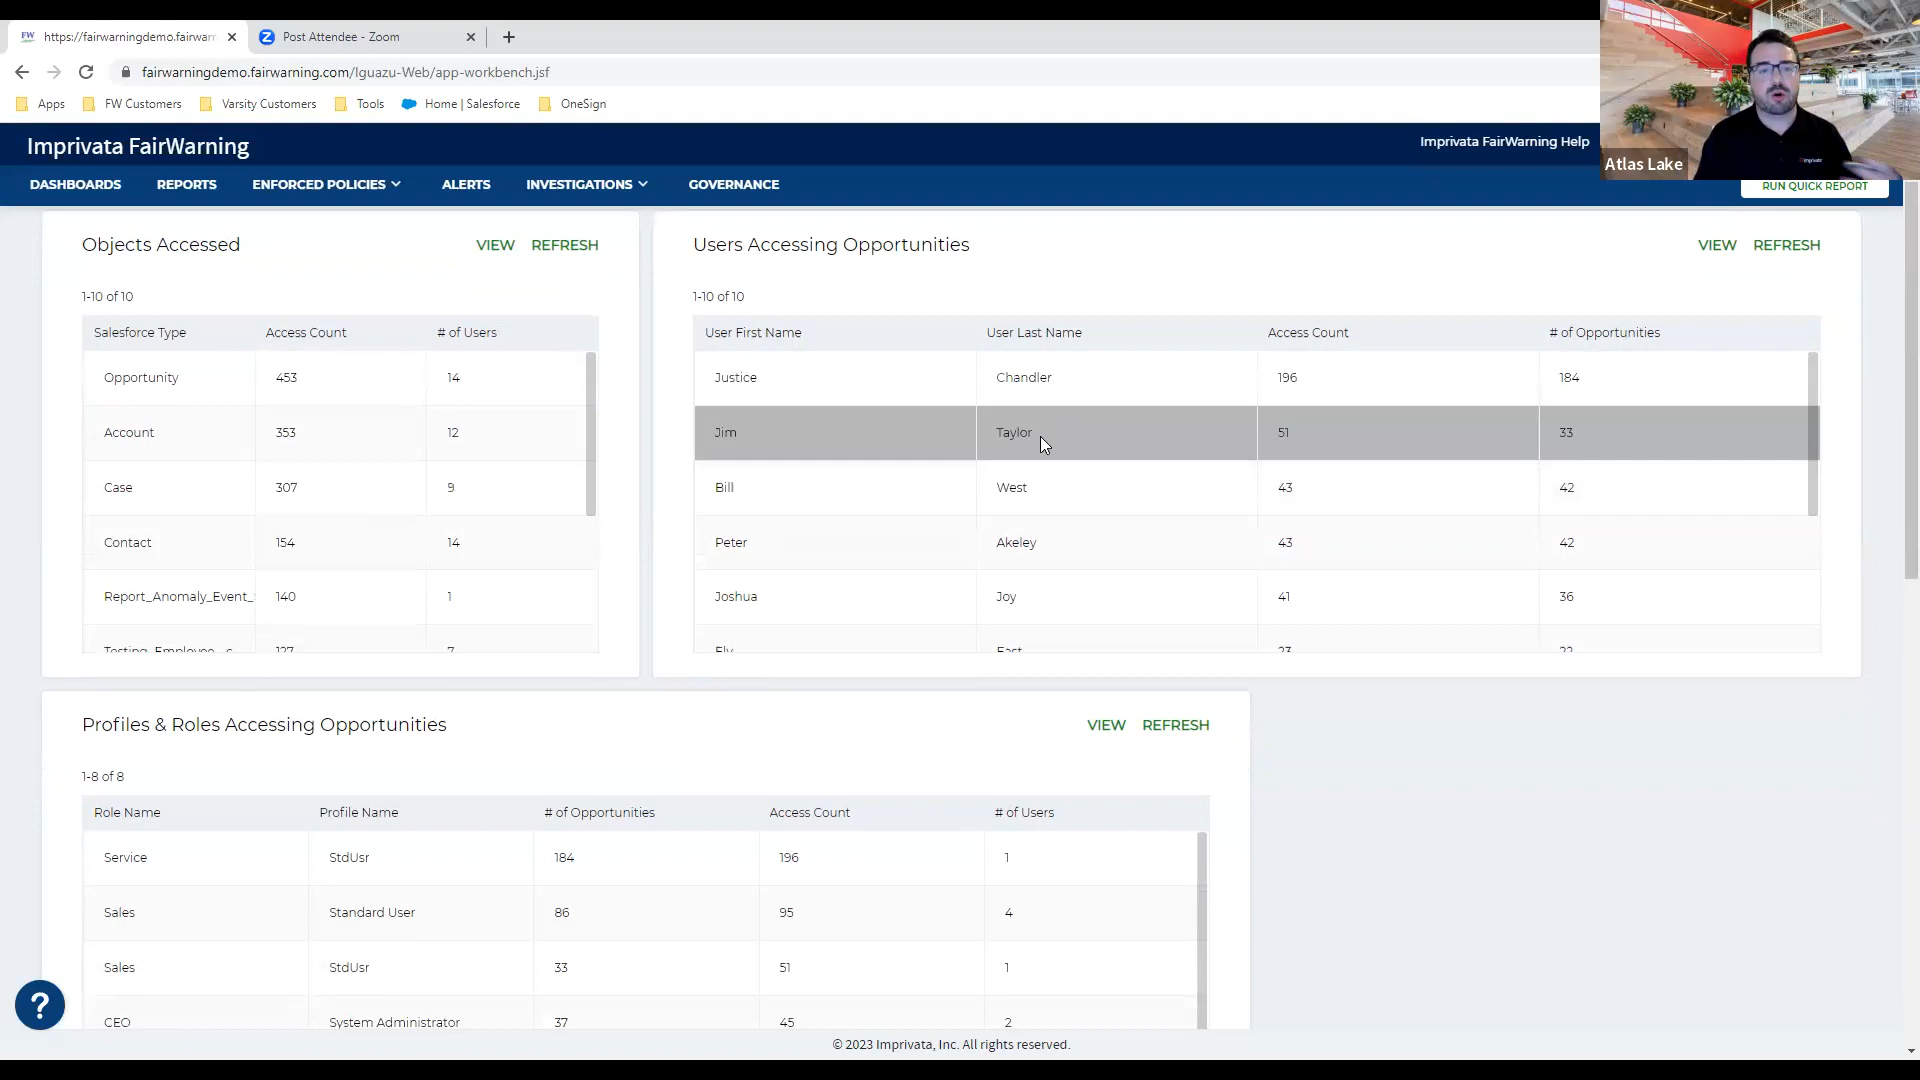 https://fairwarningdemo.fairwarn
Post Attendee - Zoom
fairwarningdemo.fairwarning.com/Iguazu-Web/app-workbench.jsf
Apps
FW Customers
Varsity Customers
Tools
Home | Salesforce
OneSign
Imprivata FairWarning
Imprivata FairWarning Help
Atlas Lake
DASHBOARDS
REPORTS
ENFORCED POLICIES
ALERTS
INVESTIGATIONS
GOVERNANCE
RUN QUICK REPORT
Objects Accessed
VIEW REFRESH
1-10 of 10
Salesforce Type Access Count # of Users
Opportunity 453 14
Account 353 12
Case 307 9
Contact 154 14
Report_Anomaly_Event_ 140 1
Testing_Employee__c 127 7
Users Accessing Opportunities
VIEW REFRESH
1-10 of 10
User First Name User Last Name Access Count # of Opportunities
Justice Chandler 196 184
Jim Taylor 51 33
Bill West 43 42
Peter Akeley 43 42
Joshua Joy 41 36
Ely East 23 22
Profiles & Roles Accessing Opportunities
VIEW REFRESH
1-8 of 8
Role Name Profile Name # of Opportunities Access Count # of Users
Service StdUsr 184 196 1
Sales Standard User 86 95 4
Sales StdUsr 33 51 1
CEO System Administrator 37 45 2
?
© 2023 Imprivata, Inc. All rights reserved.